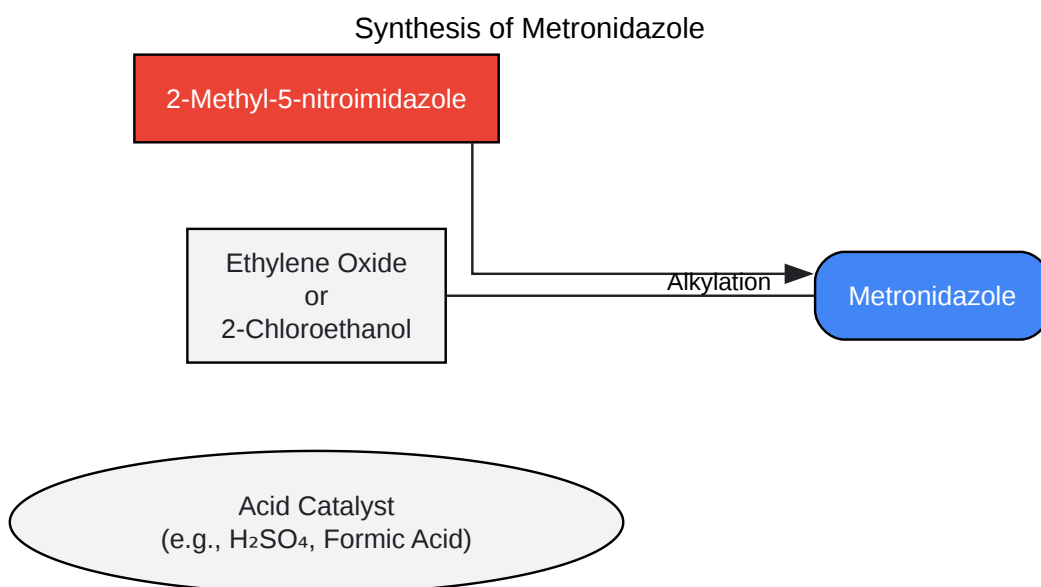 Synthesis of Metronidazole
2-Methyl-5-nitroimidazole
Ethylene Oxide
or
2-Chloroethanol
Alkylation
Metronidazole
Acid Catalyst
(e.g., H₂SO₄, Formic Acid)